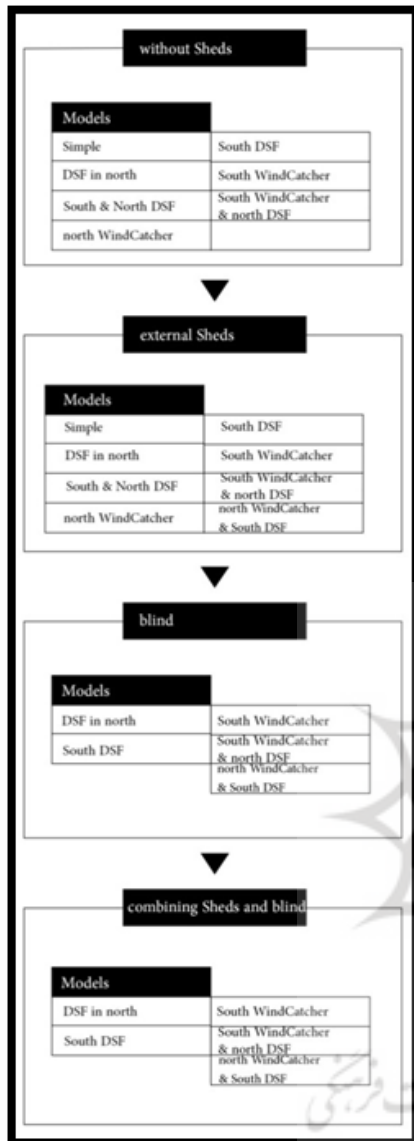 without Sheds
Models
Simple
South DSF
DSF in north
South WindCatcher
South & North DSF
South WindCatcher
& north DSF
north WindCatcher
external Sheds
Models
Simple
South DSF
DSF in north
South WindCatcher
South & North DSF
South WindCatcher
& north DSF
north WindCatcher
north WindCatcher
& South DSF
blind
Models
DSF in north
South WindCatcher
South DSF
South WindCatcher
& north DSF
north WindCatcher
& South DSF
combining Sheds and blind
Models
DSF in north
South WindCatcher
South DSF
South WindCatcher
& north DSF
north WindCatcher
& South DSF